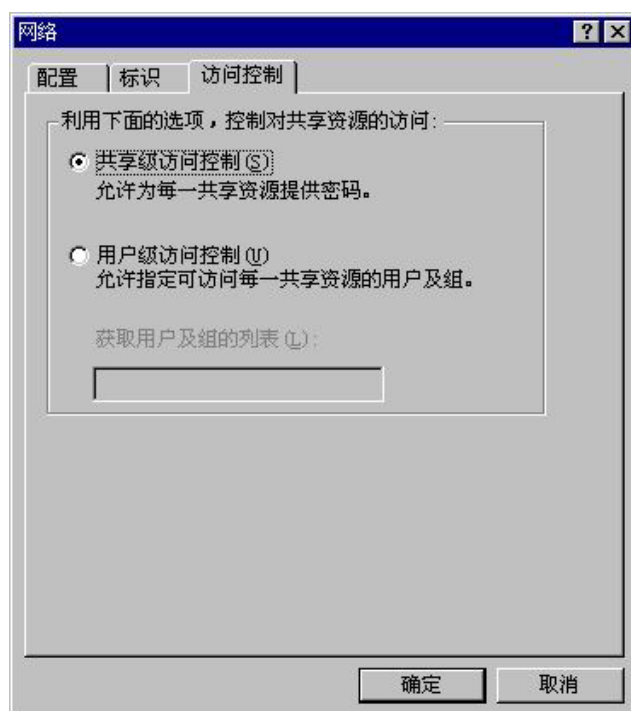 网络
配置 标识 访问控制
利用下面的选项，控制对共享资源的访问:
共享级访问控制(S)
允许为每一共享资源提供密码。
用户级访问控制(U)
允许指定可访问每一共享资源的用户及组。
获取用户及组的列表(L):
确定 取消